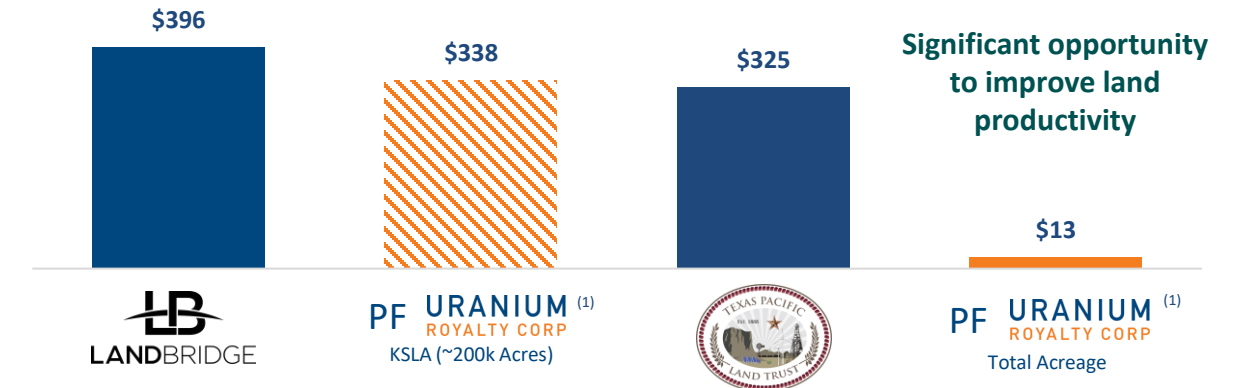 $396
$338
$325
$13
Significant opportunity
to improve land
productivity
LB
LANDBRIDGE
PF URANIUM (1)
ROYALTY CORP
KSLA (~200k Acres)
TEXAS PACIFIC
LAND TRUST
PF URANIUM (1)
ROYALTY CORP
Total Acreage